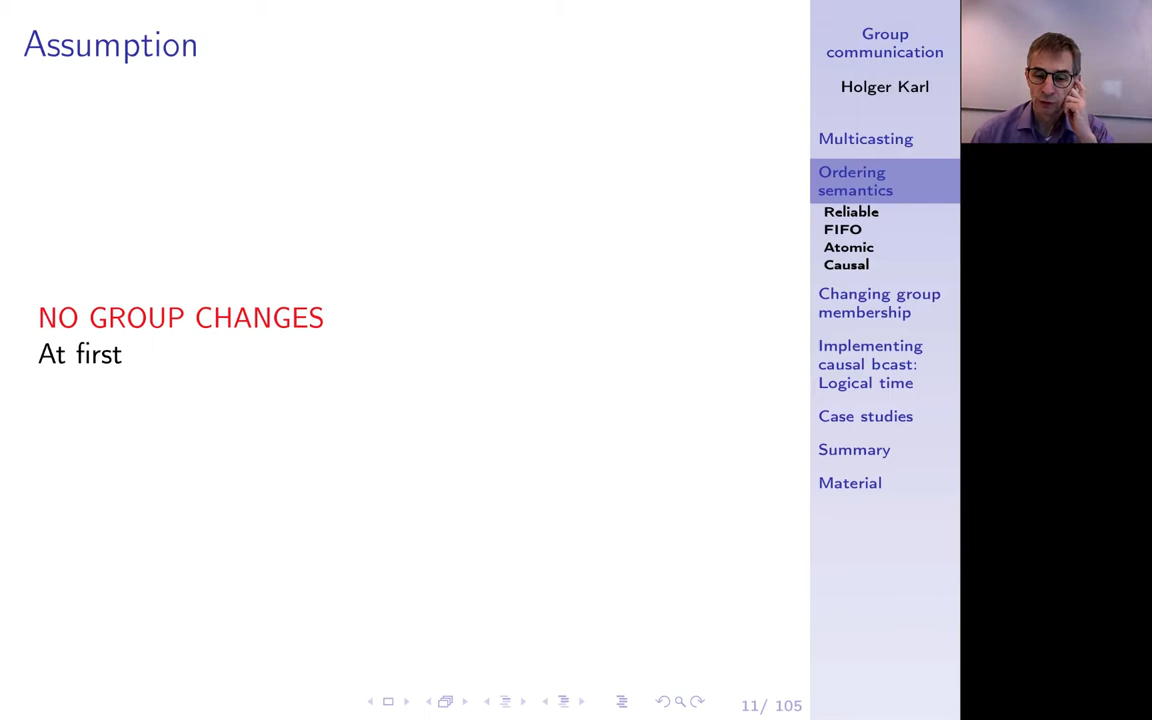 Assumption
NO GROUP CHANGES
At first
Group
communication
Holger Karl
Multicasting
Ordering
semantics
Reliable
FIFO
Atomic
Causal
Changing group
membership
Implementing
causal bcast:
Logical time
Case studies
Summary
Material
11/ 105